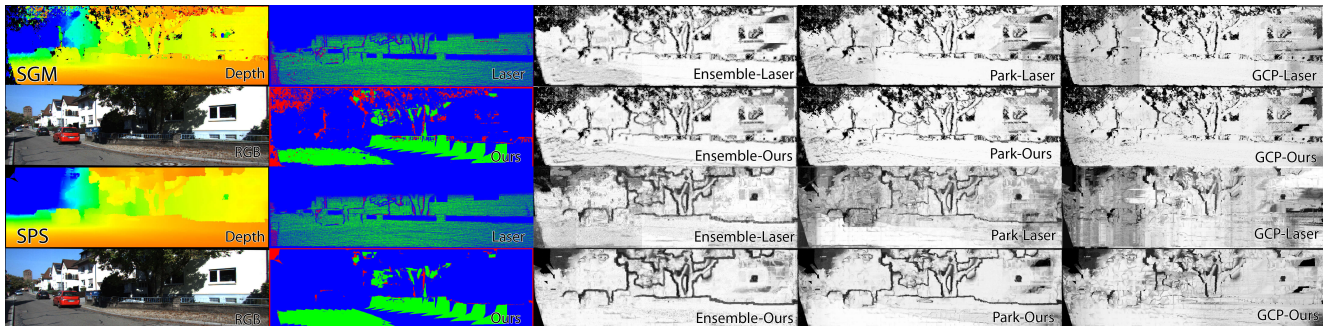 SGM Depth Laser Ensemble-Laser Park-Laser GCP-Laser
RGB Ours Ensemble-Ours Park-Ours GCP-Ours
SPS Depth Laser Ensemble-Laser Park-Laser GCP-Laser
RGB Ours Ensemble-Ours Park-Ours GCP-Ours